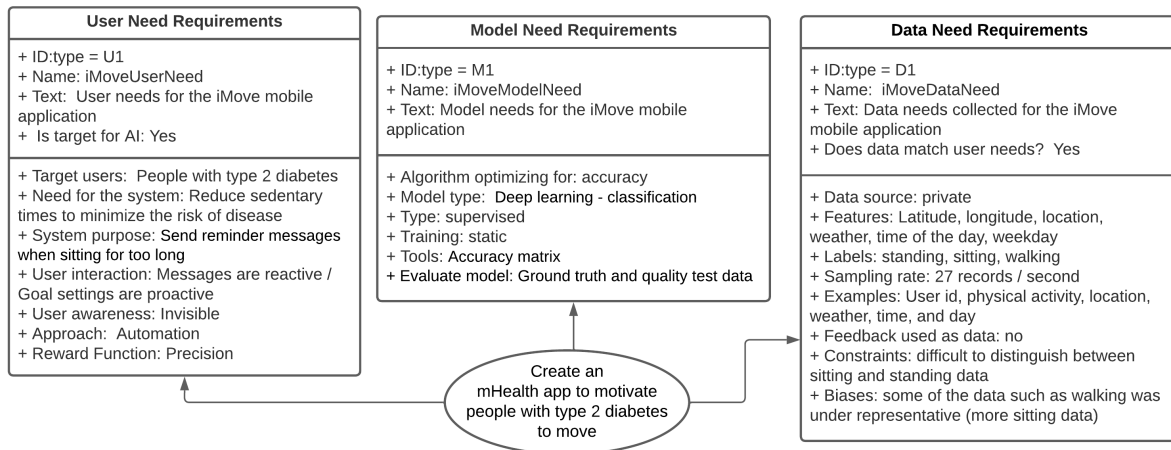 User Need Requirements
+ ID:type = U1
+ Name: iMoveUserNeed
+ Text:  User needs for the iMove mobile
application
+  Is target for AI: Yes
+ Target users:  People with type 2 diabetes
+ Need for the system: Reduce sedentary
times to minimize the risk of disease
+ System purpose: Send reminder messages
when sitting for too long
+ User interaction: Messages are reactive /
Goal settings are proactive
+ User awareness: Invisible
+ Approach:  Automation
+ Reward Function: Precision
Model Need Requirements
+ ID:type = M1
+ Name: iMoveModelNeed
+ Text: Model needs for the iMove mobile
application
+ Algorithm optimizing for: accuracy
+ Model type:  Deep learning - classification
+ Type: supervised
+ Training: static
+ Tools: Accuracy matrix
+ Evaluate model: Ground truth and quality test data
Data Need Requirements
+ ID:type = D1
+ Name:  iMoveDataNeed
+ Text: Data needs collected for the iMove
mobile application
+ Does data match user needs?  Yes
+ Data source: private
+ Features: Latitude, longitude, location,
weather, time of the day, weekday
+ Labels: standing, sitting, walking
+ Sampling rate: 27 records / second
+ Examples: User id, physical activity, location,
weather, time, and day
+ Feedback used as data: no
+ Constraints: difficult to distinguish between
sitting and standing data
+ Biases: some of the data such as walking was
under representative (more sitting data)
Create an
mHealth app to motivate
people with type 2 diabetes
to move